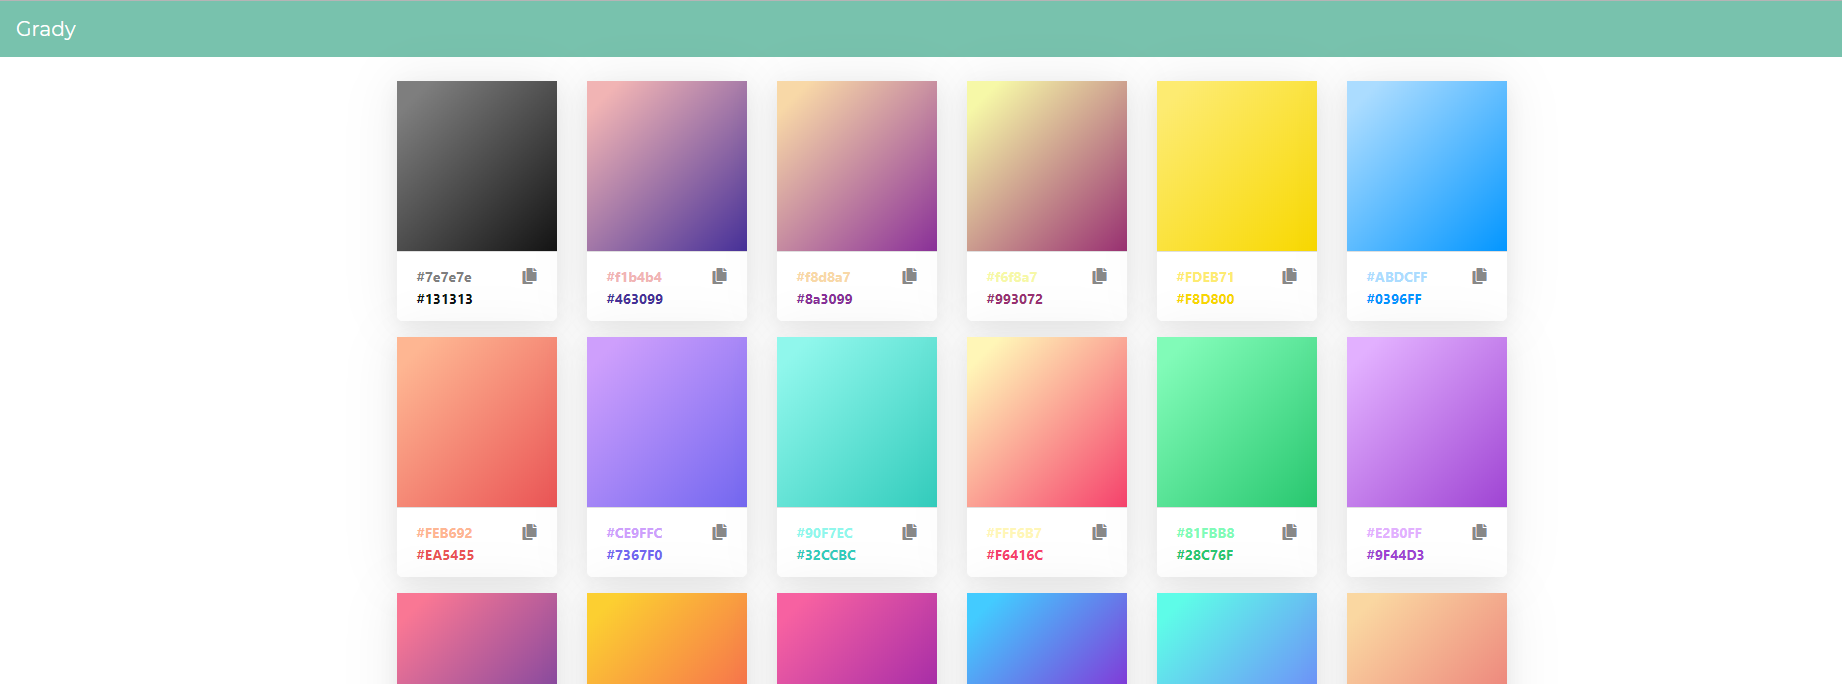 Grady
#7e7e7e
#131313
#f1b4b4
#463099
#f8d8a7
#8a3099
#f6f8a7
#993072
#FDEB71
#F8D800
#ABDCFF
#0396FF
#FEB692
#EA5455
#CE9FFC
#7367F0
#90F7EC
#32CCBC
#FFF6B7
#F6416C
#81FBB8
#28C76F
#E2B0FF
#9F44D3